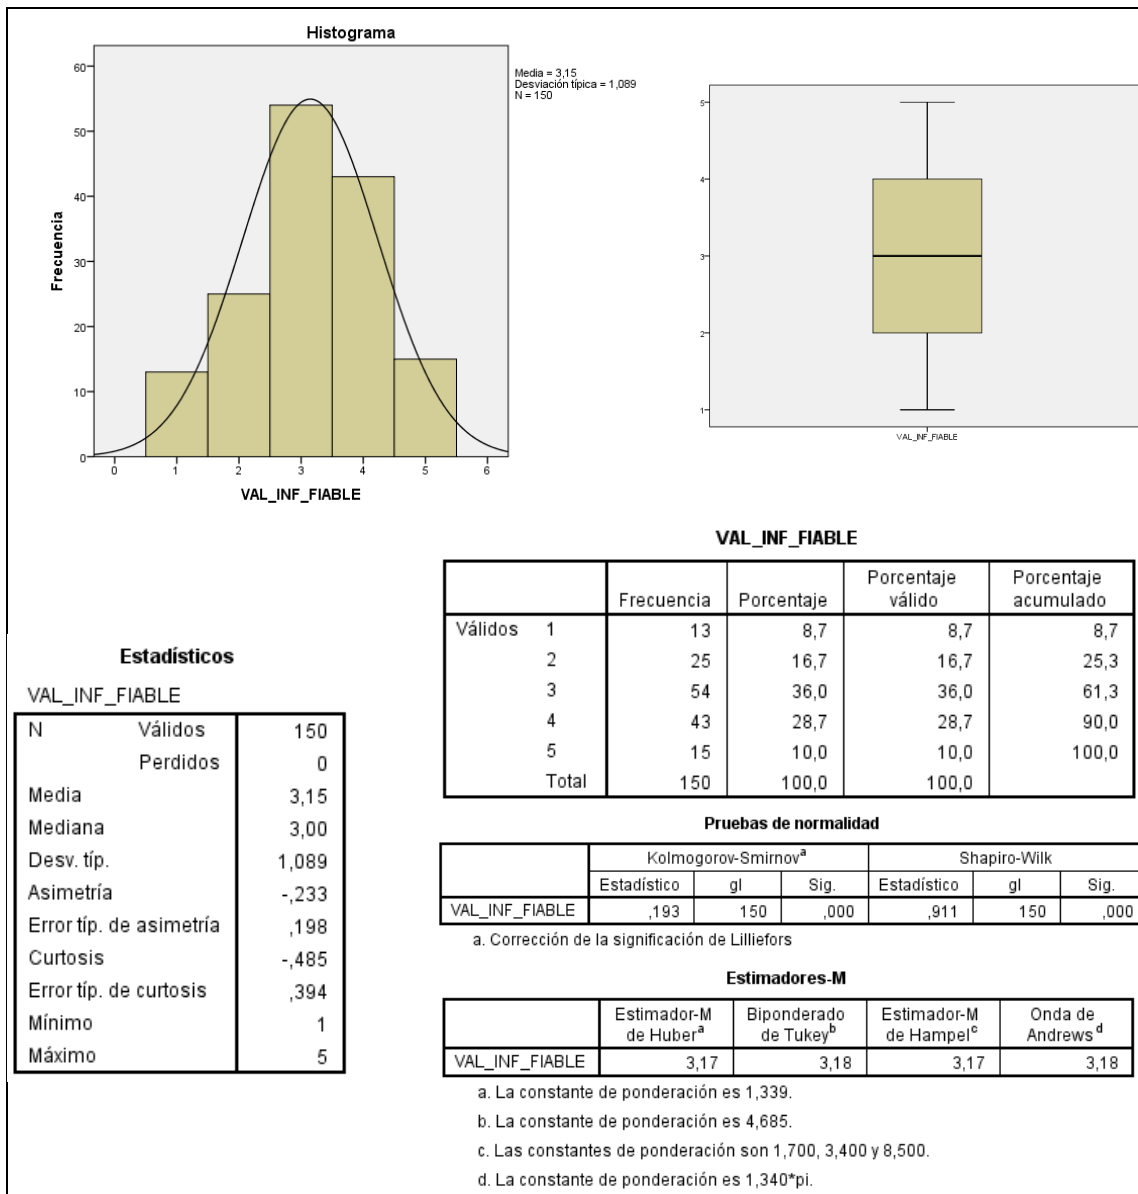 Histograma
Media = 3,15
Desviación típica = 1,089
N = 150
Frecuencia
60
50
40
30
20
10
0
0 1 2 3 4 5 6
VAL_INF_FIABLE
5
4
3
2
1
VAL_INF_FIABLE
VAL_INF_FIABLE
Frecuencia Porcentaje Porcentaje válido Porcentaje acumulado
Válidos 1 13 8,7 8,7 8,7
2 25 16,7 16,7 25,3
3 54 36,0 36,0 61,3
4 43 28,7 28,7 90,0
5 15 10,0 10,0 100,0
Total 150 100,0 100,0
Estadísticos
VAL_INF_FIABLE
N Válidos 150
Perdidos 0
Media 3,15
Mediana 3,00
Desv. típ. 1,089
Asimetría -,233
Error típ. de asimetría ,198
Curtosis -,485
Error típ. de curtosis ,394
Mínimo 1
Máximo 5
Pruebas de normalidad
Kolmogorov-Smirnov^a Shapiro-Wilk
Estadístico gl Sig. Estadístico gl Sig.
VAL_INF_FIABLE ,193 150 ,000 ,911 150 ,000
a. Corrección de la significación de Lilliefors
Estimadores-M
Estimador-M de Huber^a Biponderado de Tukey^b Estimador-M de Hampel^c Onda de Andrews^d
VAL_INF_FIABLE 3,17 3,18 3,17 3,18
a. La constante de ponderación es 1,339.
b. La constante de ponderación es 4,685.
c. Las constantes de ponderación son 1,700, 3,400 y 8,500.
d. La constante de ponderación es 1,340*pi.